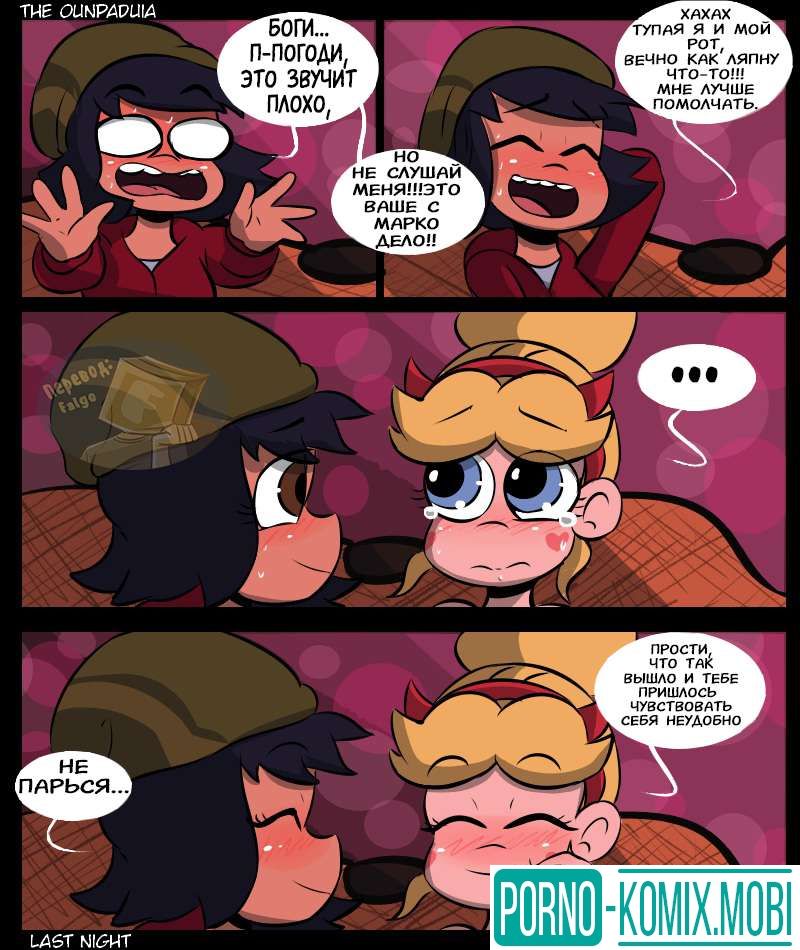 THE OUNPADUIA
БОГИ...
П-ПОГОДИ,
ЭТО ЗВУЧИТ
ПЛОХО,
НО
НЕ СЛУШАЙ
МЕНЯ!!!ЭТО
ВАШЕ С
МАРКО
ДЕЛО!!
ХАХАХ
ТУПАЯ Я И МОЙ
РОТ,
ВЕЧНО КАК ЛЯПНУ
ЧТО-ТО!!!
МНЕ ЛУЧШЕ
ПОМОЛЧАТЬ.
Перевод:
Falgo
...
ПРОСТИ,
ЧТО ТАК
ВЫШЛО И ТЕБЕ
ПРИШЛОСЬ
ЧУВСТВОВАТЬ
СЕБЯ НЕУДОБНО
НЕ
ПАРЬСЯ...
PORNO-KOMIX.MOBI
LAST NIGHT